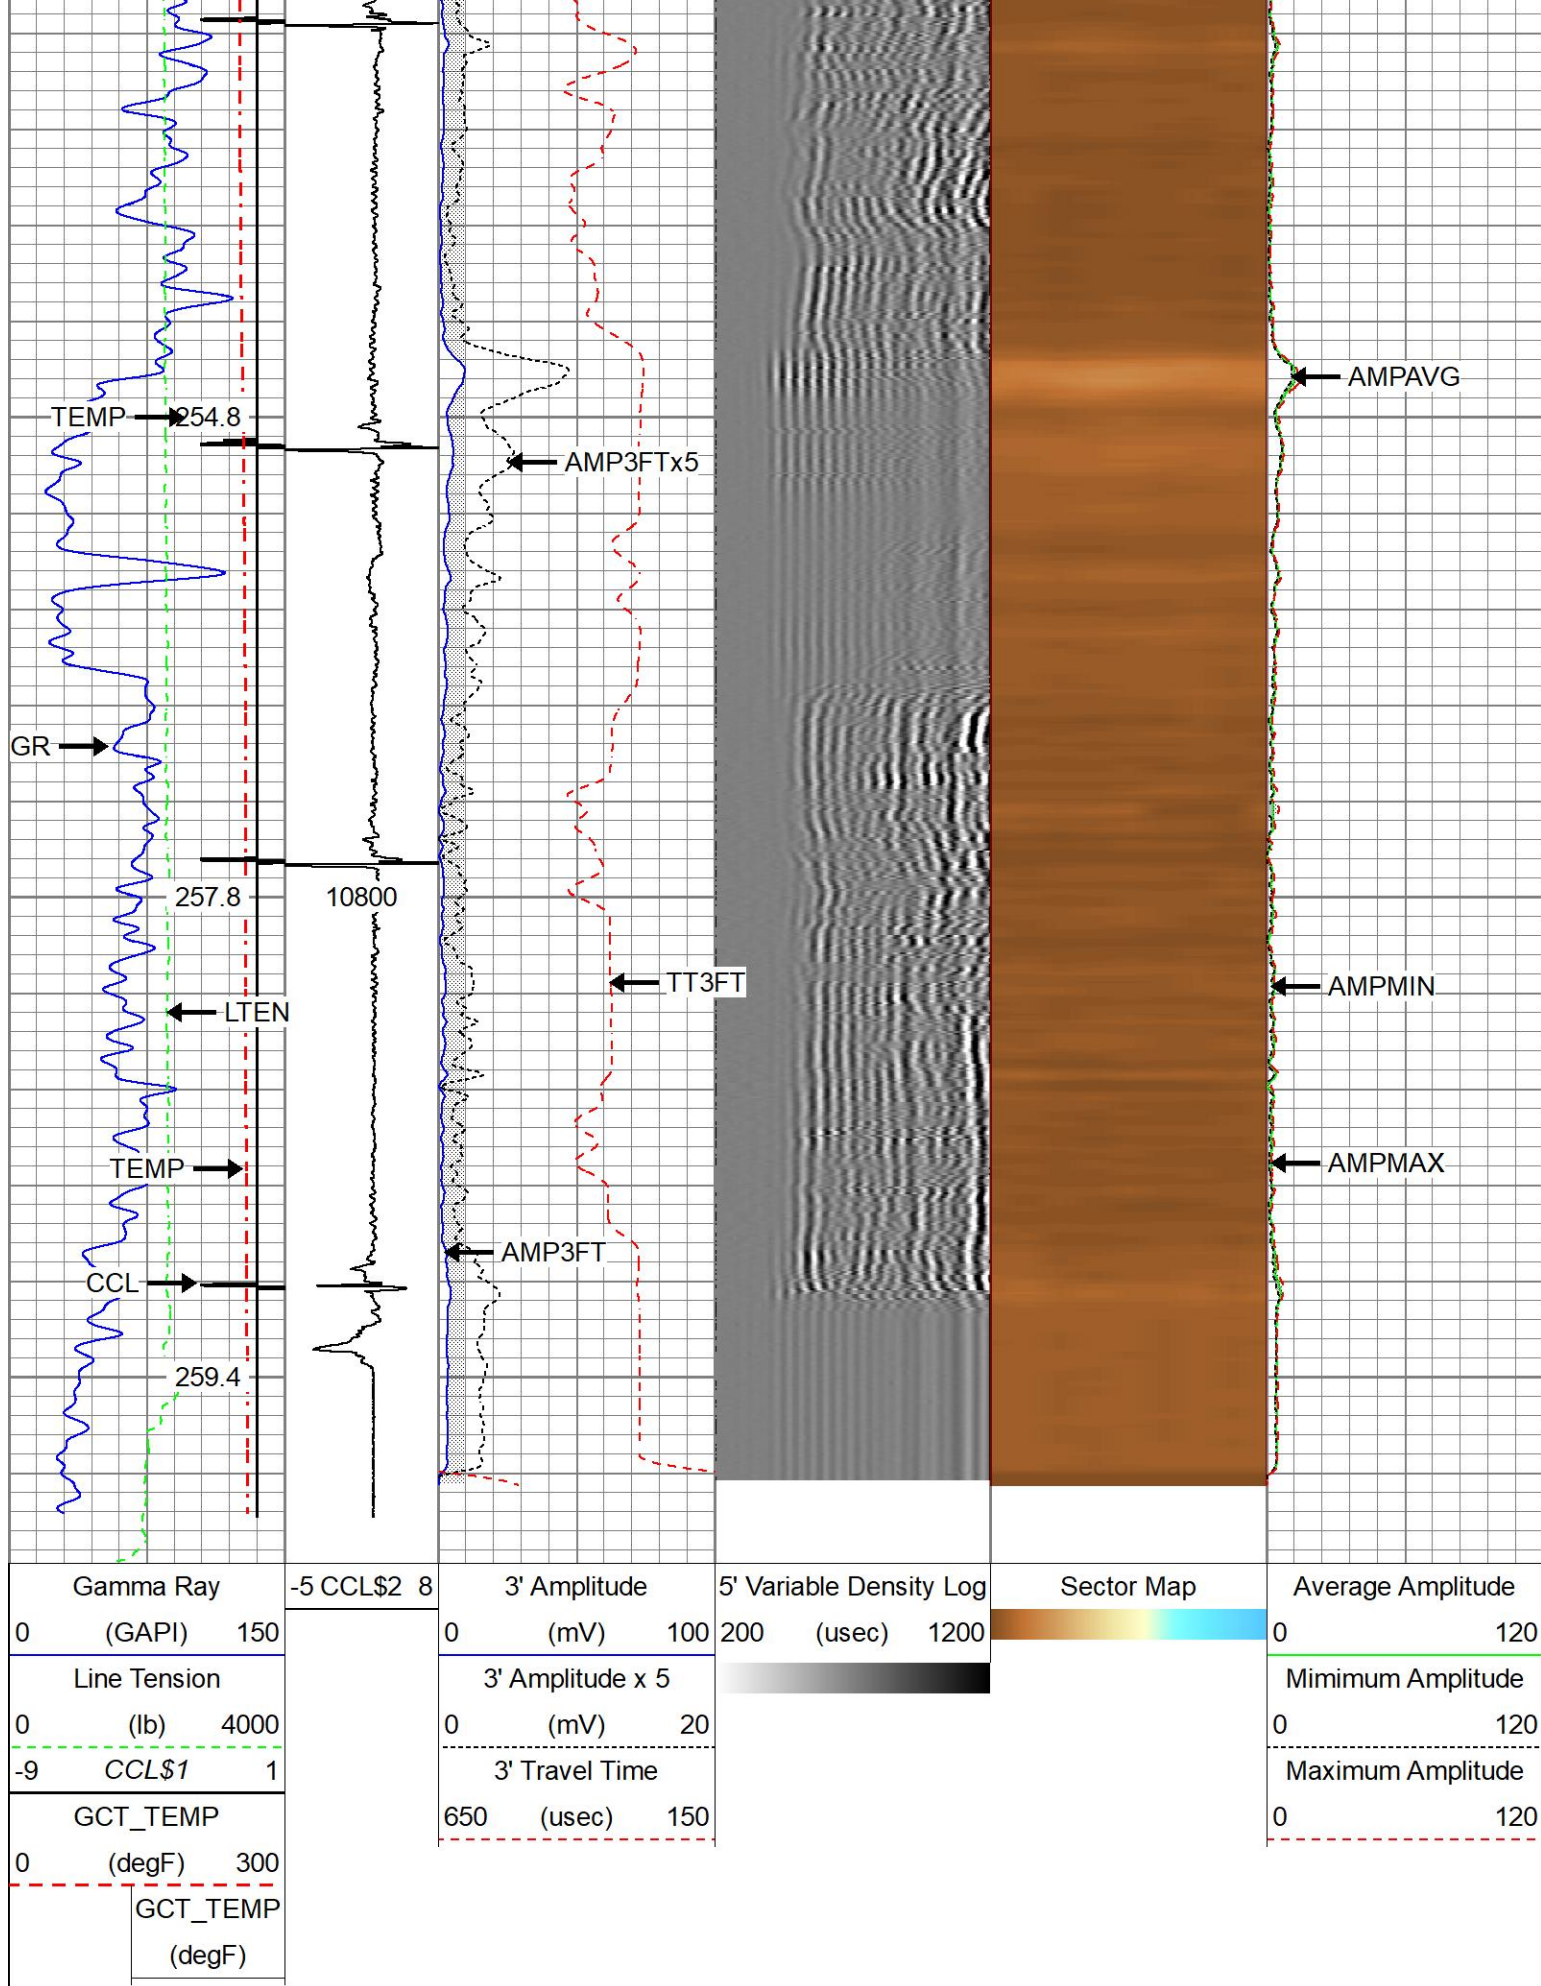 AMPAVG
TEMP 254.8
AMP3FTx5
GR
257.8 10800
TT3FT
AMPMIN
LTEN
AMPMAX
TEMP
AMP3FT
CCL
259.4
Gamma Ray
0 (GAPI) 150
Line Tension
0 (lb) 4000
-9 CCL$1 1
GCT_TEMP
0 (degF) 300
GCT_TEMP
(degF)
-5 CCL$2 8
3' Amplitude
0 (mV) 100
3' Amplitude x 5
0 (mV) 20
3' Travel Time
650 (usec) 150
5' Variable Density Log
200 (usec) 1200
Sector Map
Average Amplitude
0 120
Mimimum Amplitude
0 120
Maximum Amplitude
0 120